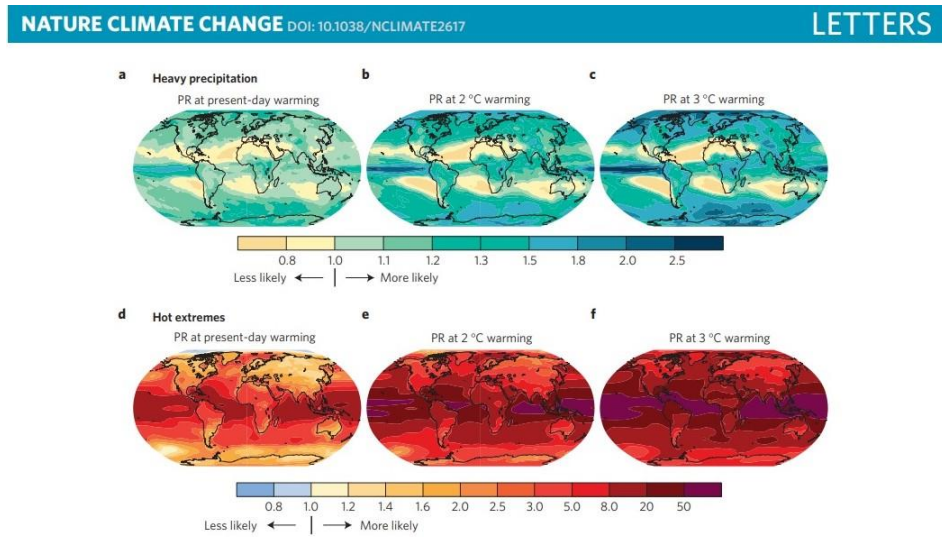 NATURE CLIMATE CHANGE DOI: 10.1038/NCLIMATE2617 LETTERS
a Heavy precipitation b c
PR at present-day warming PR at 2 °C warming PR at 3 °C warming
0.8 1.0 1.1 1.2 1.3 1.5 1.8 2.0 2.5
Less likely ← | → More likely
d Hot extremes e f
PR at present-day warming PR at 2 °C warming PR at 3 °C warming
0.8 1.0 1.2 1.4 1.6 2.0 2.5 3.0 5.0 8.0 20 50
Less likely ← | → More likely